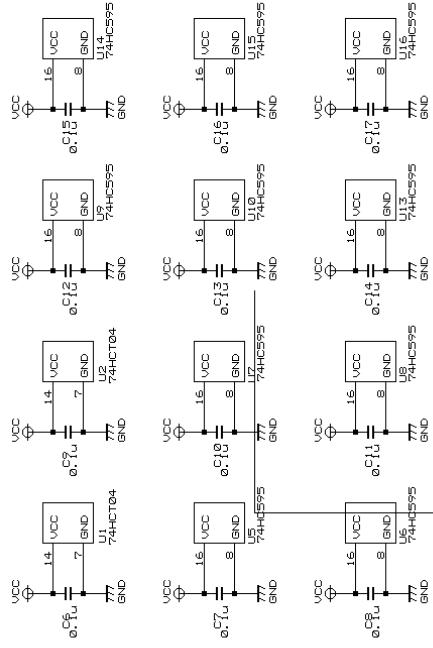 VCC
14
VCC
C6
0.1u
7
GND
GND
U1
74HCT04
VCC
14
VCC
C9
0.1u
7
GND
GND
U2
74HCT04
VCC
16
VCC
C12
0.1u
8
GND
GND
U9
74HC595
VCC
16
VCC
C15
0.1u
8
GND
GND
U14
74HC595
VCC
16
VCC
C7
0.1u
8
GND
GND
U5
74HC595
VCC
16
VCC
C10
0.1u
8
GND
GND
U7
74HC595
VCC
16
VCC
C13
0.1u
8
GND
GND
U10
74HC595
VCC
16
VCC
C16
0.1u
8
GND
GND
U15
74HC595
VCC
16
VCC
C8
0.1u
8
GND
GND
U6
74HC595
VCC
16
VCC
C11
0.1u
8
GND
GND
U8
74HC595
VCC
16
VCC
C14
0.1u
8
GND
GND
U13
74HC595
VCC
16
VCC
C17
0.1u
8
GND
GND
U16
74HC595